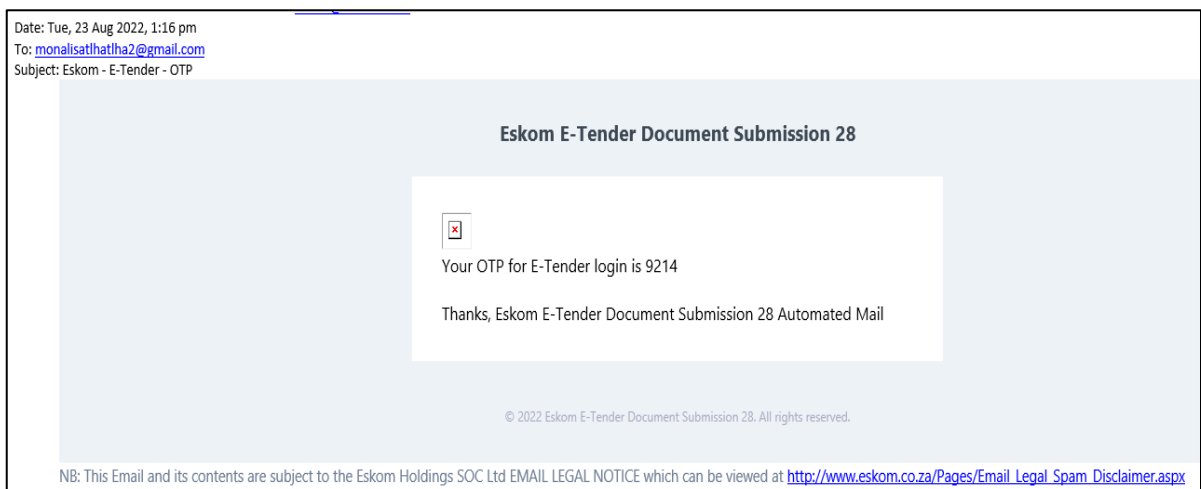 Date: Tue, 23 Aug 2022, 1:16 pm
To: monalisatlhatlha2@gmail.com
Subject: Eskom - E-Tender - OTP
Eskom E-Tender Document Submission 28
Your OTP for E-Tender login is 9214
Thanks, Eskom E-Tender Document Submission 28 Automated Mail
© 2022 Eskom E-Tender Document Submission 28. All rights reserved.
NB: This Email and its contents are subject to the Eskom Holdings SOC Ltd EMAIL LEGAL NOTICE which can be viewed at http://www.eskom.co.za/Pages/Email_Legal_Spam_Disclaimer.aspx